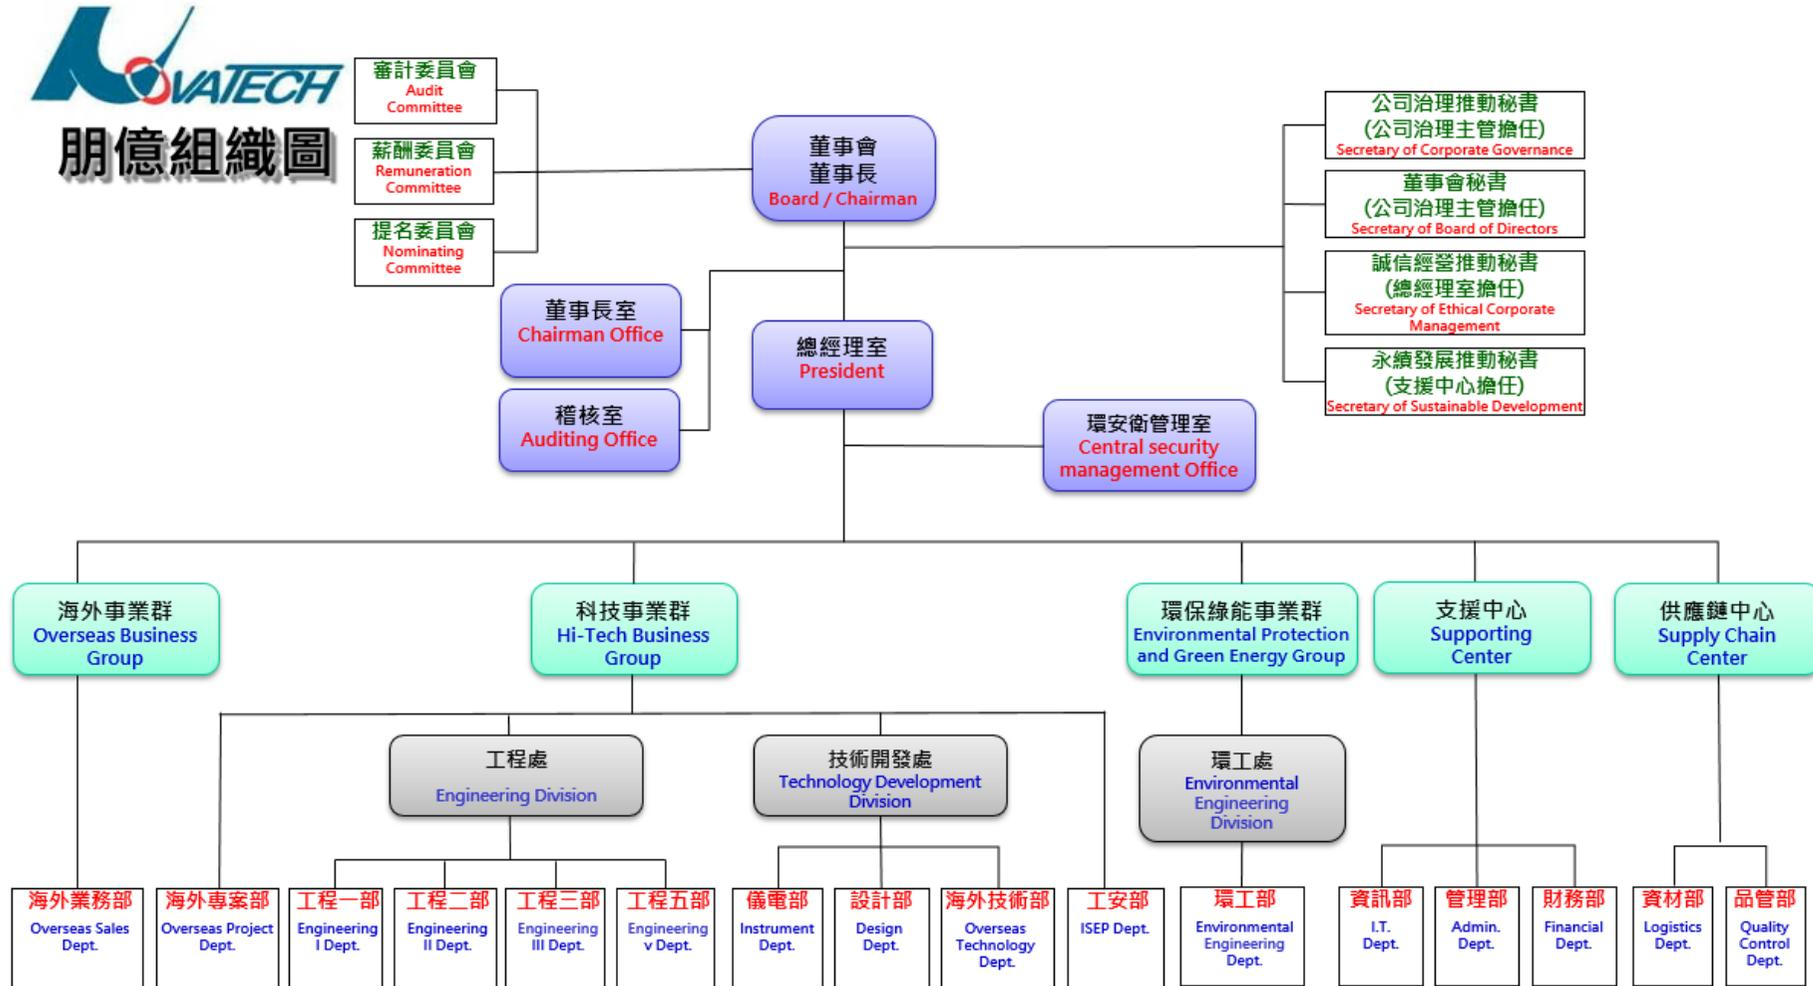 NOVATECH
朋億組織圖
審計委員會
Audit
Committee
薪酬委員會
Remuneration
Committee
提名委員會
Nominating
Committee
董事會
董事長
Board / Chairman
公司治理推動秘書
(公司治理主管擔任)
Secretary of Corporate Governance
董事會秘書
(公司治理主管擔任)
Secretary of Board of Directors
誠信經營推動秘書
(總經理室擔任)
Secretary of Ethical Corporate
Management
永續發展推動秘書
(支援中心擔任)
Secretary of Sustainable Development
董事長室
Chairman Office
總經理室
President
稽核室
Auditing Office
環安衛管理室
Central security
management Office
海外事業群
Overseas Business
Group
科技事業群
Hi-Tech Business
Group
環保綠能事業群
Environmental Protection
and Green Energy Group
支援中心
Supporting
Center
供應鏈中心
Supply Chain
Center
工程處
Engineering Division
技術開發處
Technology Development
Division
環工處
Environmental
Engineering
Division
海外業務部
Overseas Sales
Dept.
海外專案部
Overseas Project
Dept.
工程一部
Engineering
I Dept.
工程二部
Engineering
II Dept.
工程三部
Engineering
III Dept.
工程五部
Engineering
v Dept.
儀電部
Instrument
Dept.
設計部
Design
Dept.
海外技術部
Overseas
Technology
Dept.
工安部
ISEP Dept.
環工部
Environmental
Engineering
Dept.
資訊部
I.T.
Dept.
管理部
Admin.
Dept.
財務部
Financial
Dept.
資材部
Logistics
Dept.
品管部
Quality
Control
Dept.